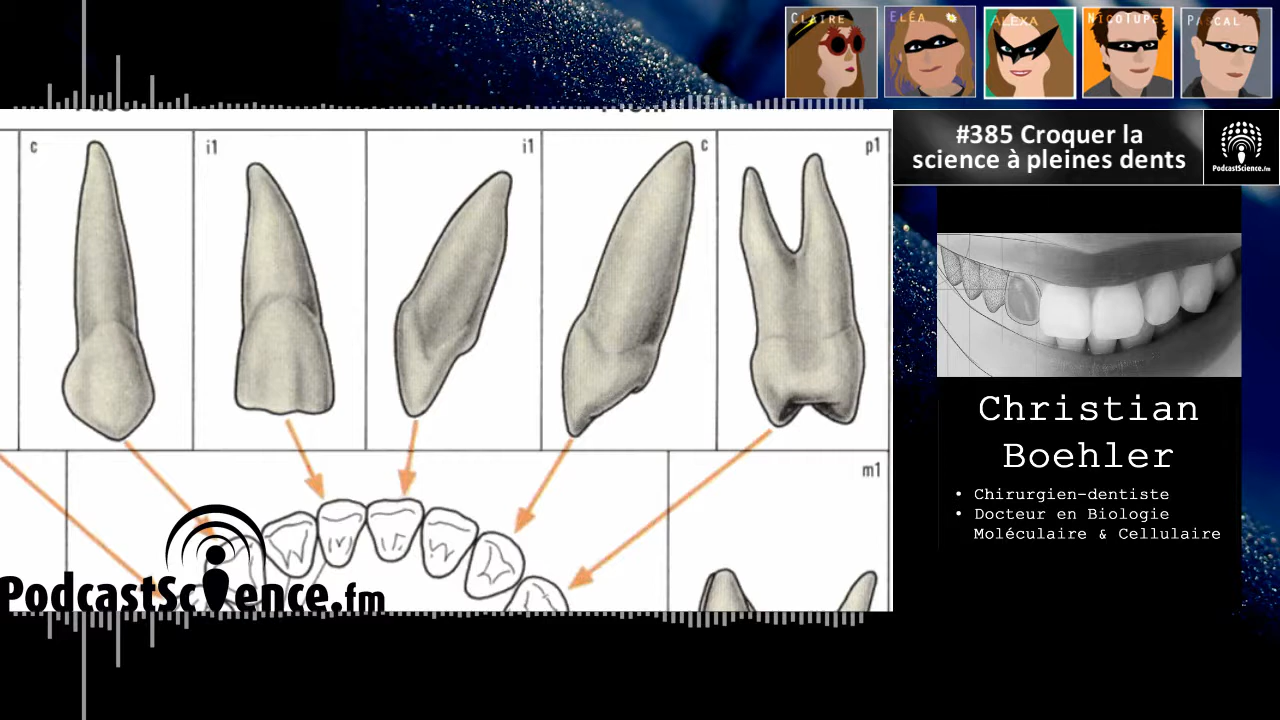 CLAIRE
ELÉA
ALEXA
NICOTUPE
PASCAL
#385 Croquer la
science à pleines dents
PodcastScience.fm
c
i1
i1
c
p1
m1
Christian
Boehler
• Chirurgien-dentiste
• Docteur en Biologie
Moléculaire & Cellulaire
PodcastScience.fm